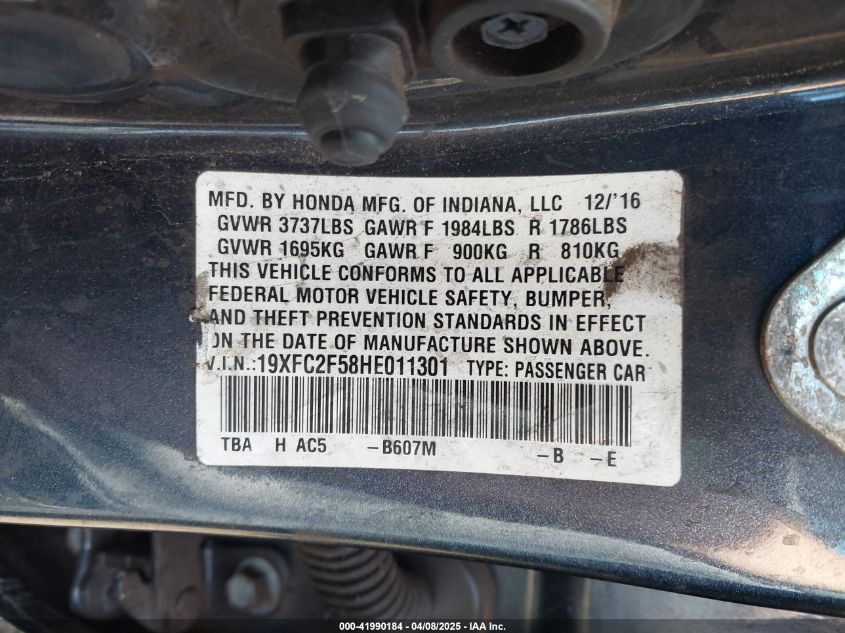 MFD. BY HONDA MFG. OF INDIANA, LLC 12/'16
GVWR 3737LBS GAWR F 1984LBS R 1786LBS
GVWR 1695KG GAWR F 900KG R 810KG
THIS VEHICLE CONFORMS TO ALL APPLICABLE
FEDERAL MOTOR VEHICLE SAFETY, BUMPER,
AND THEFT PREVENTION STANDARDS IN EFFECT
ON THE DATE OF MANUFACTURE SHOWN ABOVE.
V.I.N.:19XFC2F58HE011301 TYPE: PASSENGER CAR
TBA H AC5 -B607M -B -E
000-41990184 - 04/08/2025 - IAA Inc.